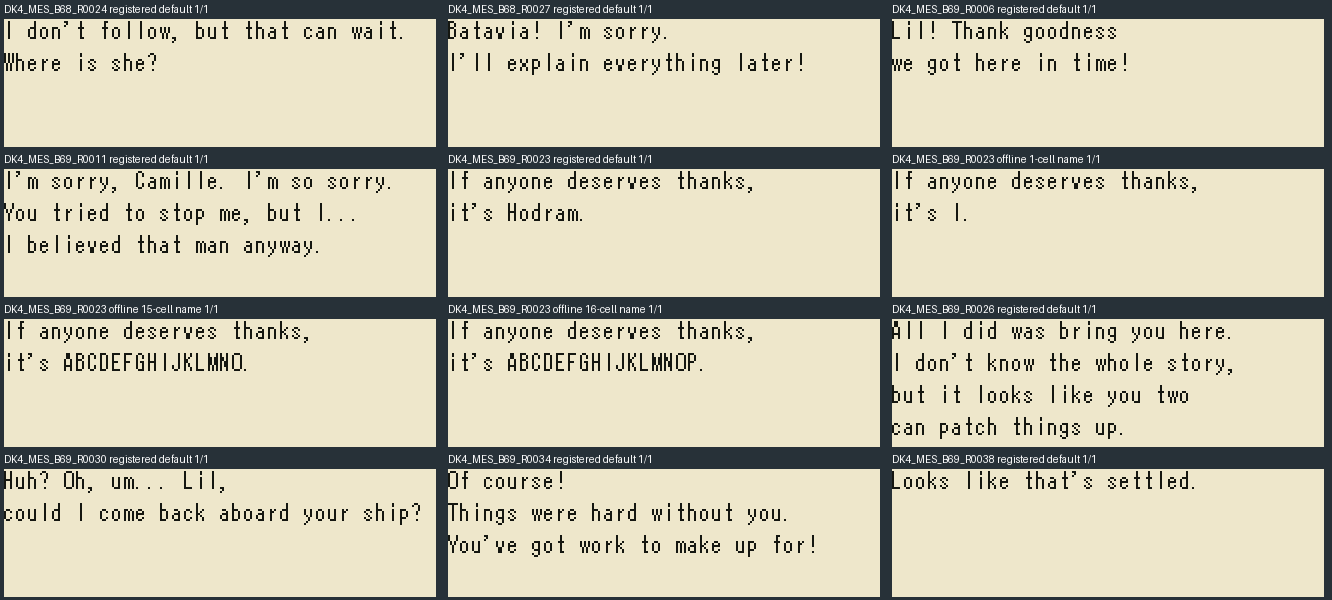 DK4_MES_B68_R0024 registered default 1/1
I don't follow, but that can wait.
Where is she?
DK4_MES_B68_R0027 registered default 1/1
Batavia! I'm sorry.
I'll explain everything later!
DK4_MES_B69_R0006 registered default 1/1
Lil! Thank goodness
we got here in time!
DK4_MES_B69_R0011 registered default 1/1
I'm sorry, Camille. I'm so sorry.
You tried to stop me, but I...
I believed that man anyway.
DK4_MES_B69_R0023 registered default 1/1
If anyone deserves thanks,
it's Hodram.
DK4_MES_B69_R0023 offline 1-cell name 1/1
If anyone deserves thanks,
it's I.
DK4_MES_B69_R0023 offline 15-cell name 1/1
If anyone deserves thanks,
it's ABCDEFGHIJKLMNO.
DK4_MES_B69_R0023 offline 16-cell name 1/1
If anyone deserves thanks,
it's ABCDEFGHIJKLMNOP.
DK4_MES_B69_R0026 registered default 1/1
All I did was bring you here.
I don't know the whole story,
but it looks like you two
can patch things up.
DK4_MES_B69_R0030 registered default 1/1
Huh? Oh, um... Lil,
could I come back aboard your ship?
DK4_MES_B69_R0034 registered default 1/1
Of course!
Things were hard without you.
You've got work to make up for!
DK4_MES_B69_R0038 registered default 1/1
Looks like that's settled.